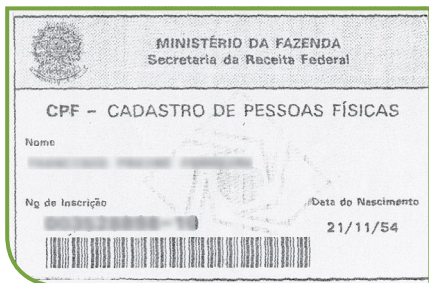 MINISTÉRIO DA FAZENDA
Secretaria da Receita Federal
CPF – CADASTRO DE PESSOAS FÍSICAS
Nome
Nº de Inscrição
Data do Nascimento
21/11/54